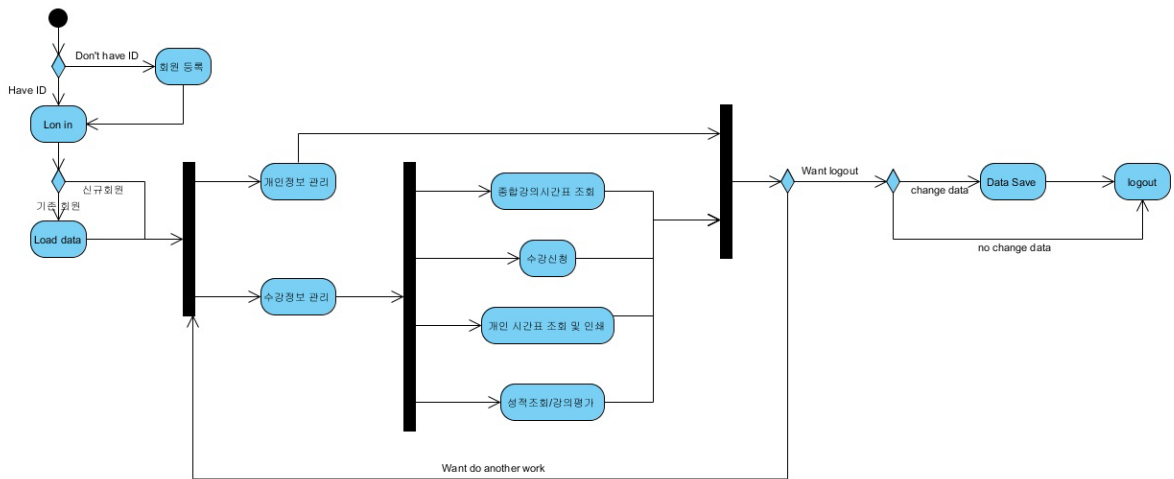 Don't have ID
회원 등록
Have ID
Lon in
신규회원
기존 회원
Load data
개인정보 관리
수강정보 관리
종합강의시간표 조회
수강신청
개인 시간표 조회 및 인쇄
성적조회/강의평가
Want logout
change data
Data Save
logout
no change data
Want do another work